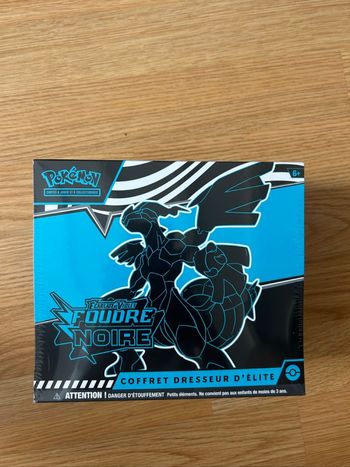 POKÉMON
CARTES À JOUER ET À COLLECTIONNER
6+
ÉCARLATE & VIOLET
FOUDRE
NOIRE
COFFRET DRESSEUR D'ÉLITE
ATTENTION ! DANGER D'ÉTOUFFEMENT Petits éléments. Ne convient pas aux enfants de moins de 3 ans.